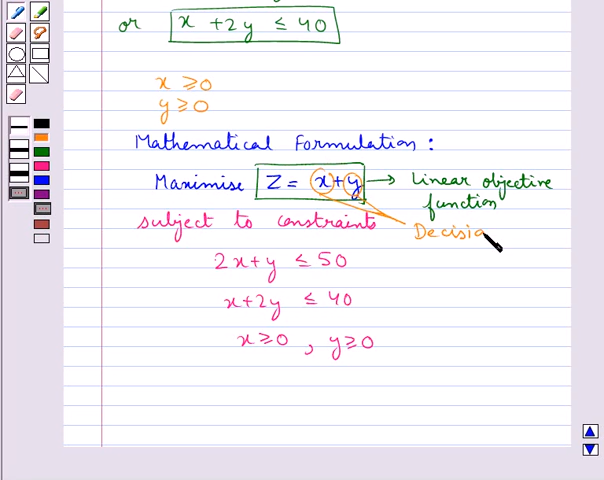 or x + 2y ≤ 40
x ≥ 0
y ≥ 0
Mathematical Formulation :
Maximise Z = x + y → Linear objective
function
subject to constraints
Decisio
2x + y ≤ 50
x + 2y ≤ 40
x ≥ 0 , y ≥ 0